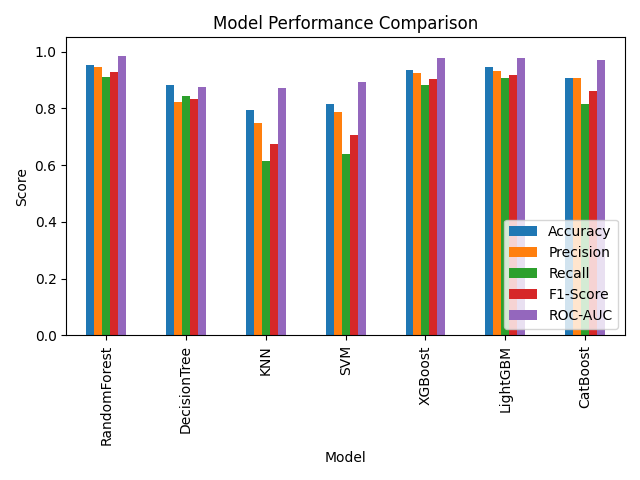 Model Performance Comparison
Score
1.0
0.8
0.6
0.4
0.2
0.0
Accuracy
Precision
Recall
F1-Score
ROC-AUC
RandomForest
DecisionTree
KNN
SVM
XGBoost
LightGBM
CatBoost
Model